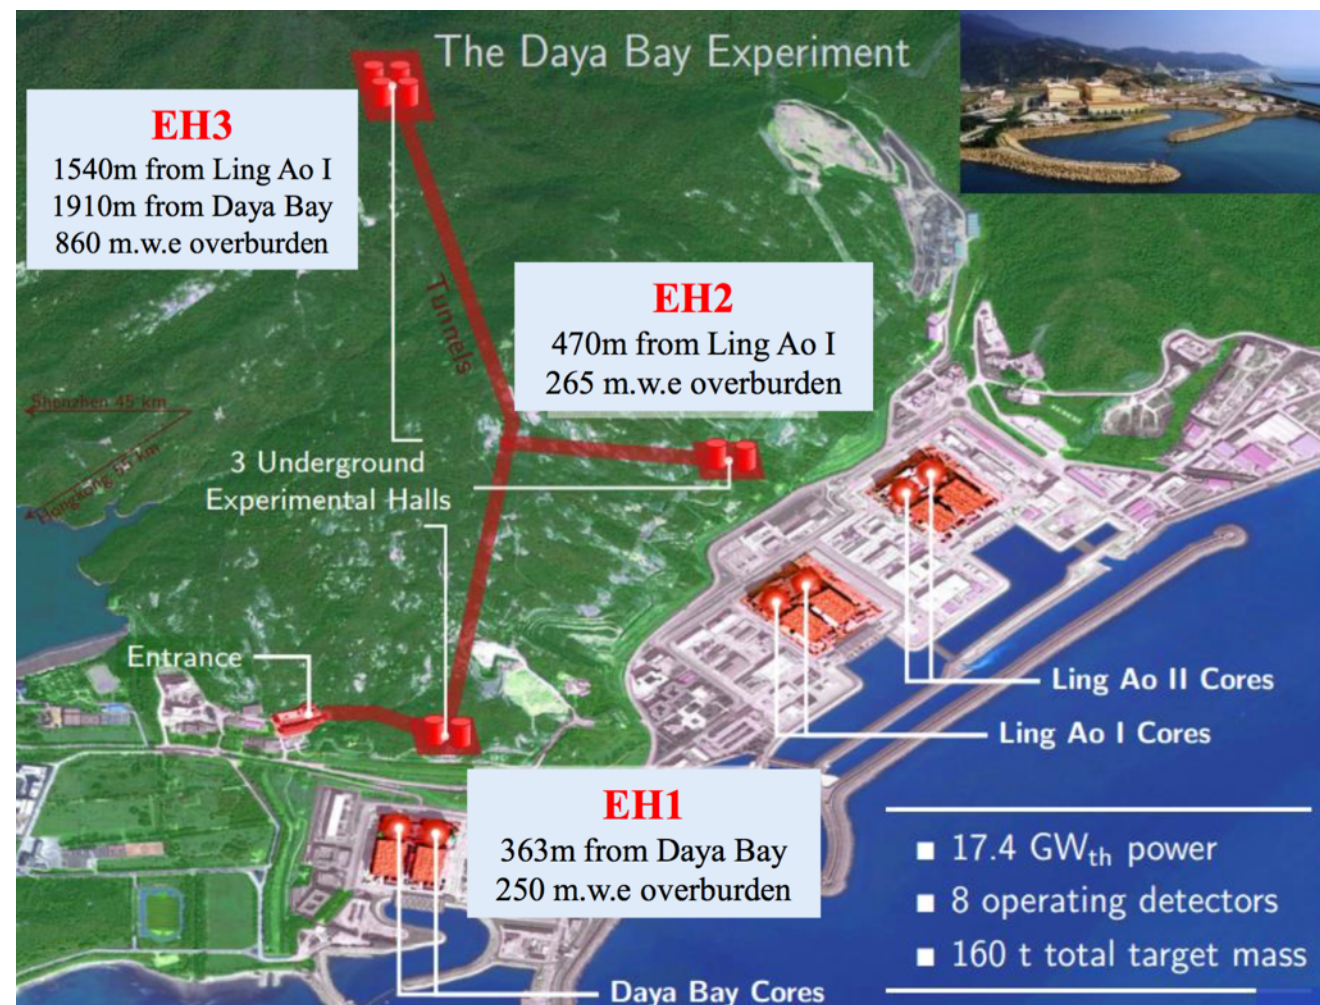 The Daya Bay Experiment
EH3
1540m from Ling Ao I
1910m from Daya Bay
860 m.w.e overburden
EH2
470m from Ling Ao I
265 m.w.e overburden
Tunnels
Shenzhen 45 km
Hongkong 55 km
3 Underground
Experimental Halls
Entrance
Ling Ao II Cores
Ling Ao I Cores
EH1
363m from Daya Bay
250 m.w.e overburden
■ 17.4 GWth power
■ 8 operating detectors
■ 160 t total target mass
Daya Bay Cores